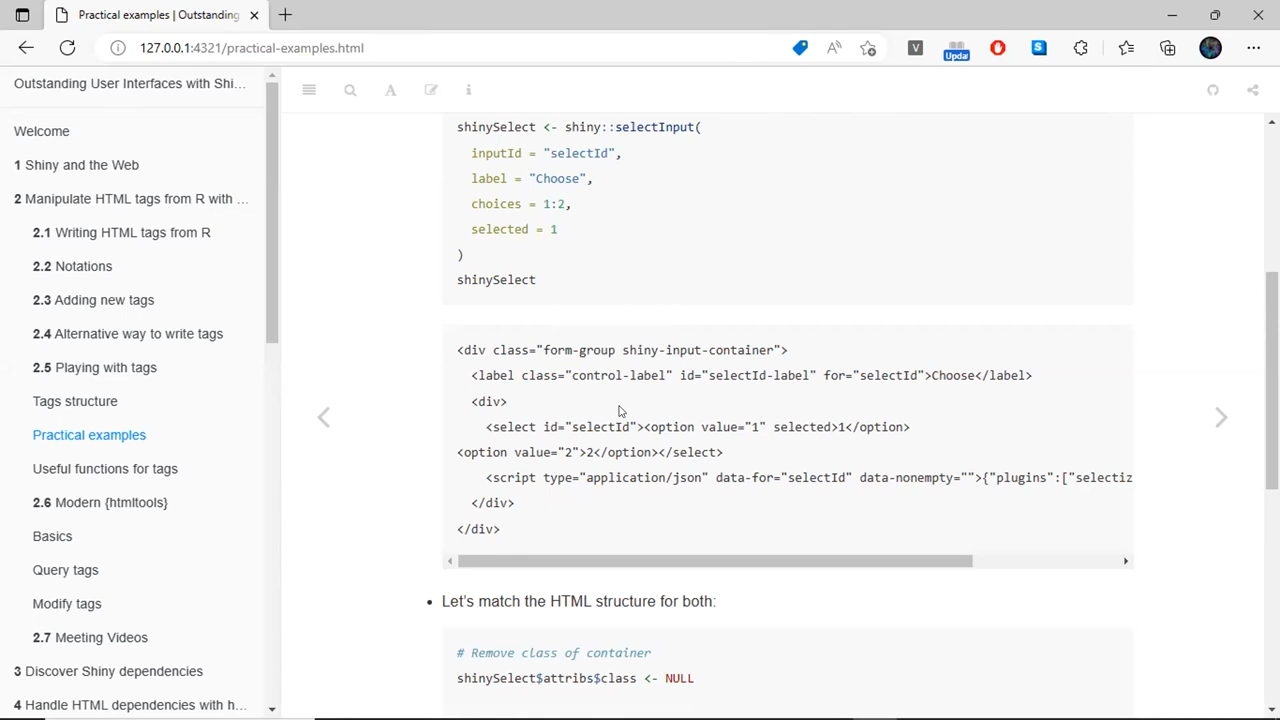 Practical examples | Outstanding
127.0.0.1:4321/practical-examples.html
V
Updat
S
Outstanding User Interfaces with Shi...
Welcome
1 Shiny and the Web
2 Manipulate HTML tags from R with ...
2.1 Writing HTML tags from R
2.2 Notations
2.3 Adding new tags
2.4 Alternative way to write tags
2.5 Playing with tags
Tags structure
Practical examples
Useful functions for tags
2.6 Modern {htmltools}
Basics
Query tags
Modify tags
2.7 Meeting Videos
3 Discover Shiny dependencies
4 Handle HTML dependencies with h...
shinySelect <- shiny::selectInput(
inputId = "selectId",
label = "Choose",
choices = 1:2,
selected = 1
)
shinySelect
<div class="form-group shiny-input-container">
<label class="control-label" id="selectId-label" for="selectId">Choose</label>
<div>
<select id="selectId"><option value="1" selected>1</option>
<option value="2">2</option></select>
<script type="application/json" data-for="selectId" data-nonempty="">{"plugins":["selectiz
</div>
</div>
• Let's match the HTML structure for both:
# Remove class of container
shinySelect$attribs$class <- NULL